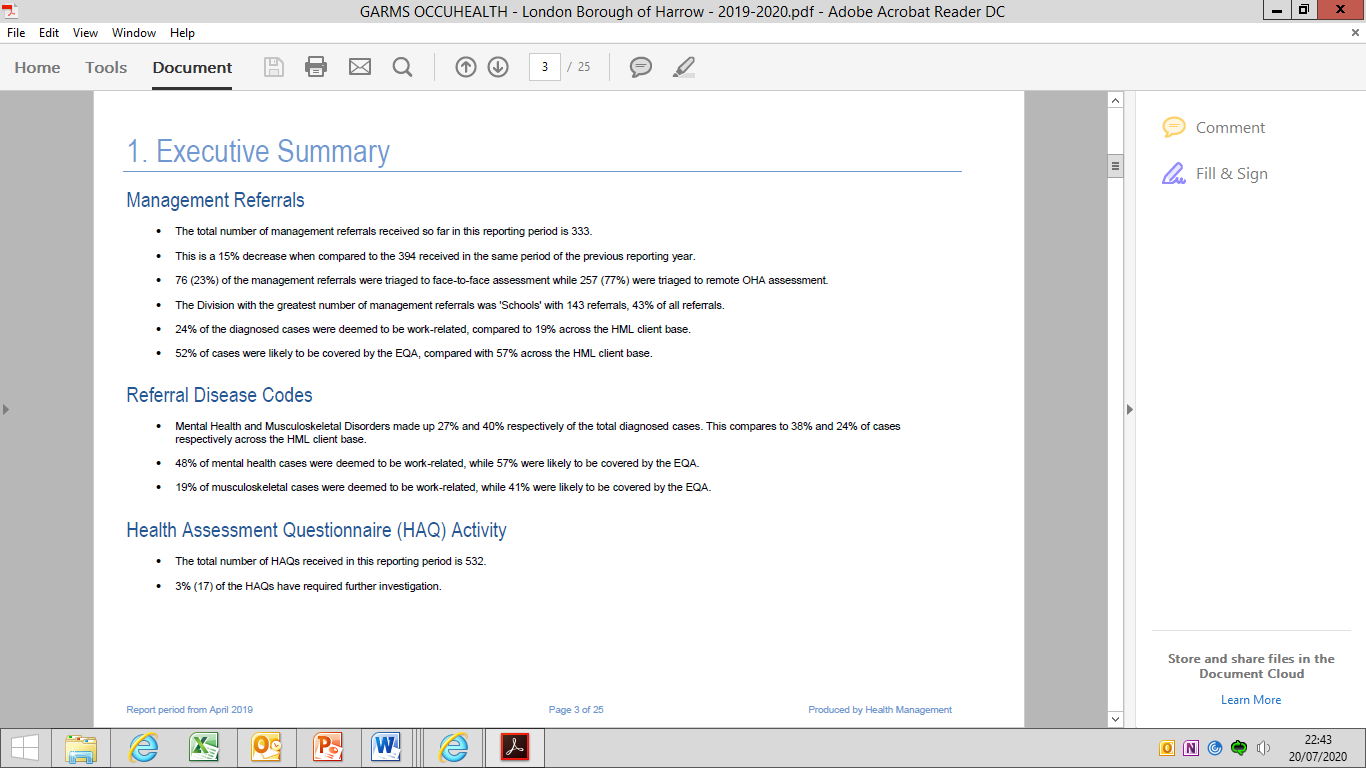 GARMS OCCUHEALTH - London Borough of Harrow - 2019-2020.pdf - Adobe Acrobat Reader DC
File Edit View Window Help
Home Tools Document 3 / 25
1. Executive Summary
Management Referrals
• The total number of management referrals received so far in this reporting period is 333.
• This is a 15% decrease when compared to the 394 received in the same period of the previous reporting year.
• 76 (23%) of the management referrals were triaged to face-to-face assessment while 257 (77%) were triaged to remote OHA assessment.
• The Division with the greatest number of management referrals was 'Schools' with 143 referrals, 43% of all referrals.
• 24% of the diagnosed cases were deemed to be work-related, compared to 19% across the HML client base.
• 52% of cases were likely to be covered by the EQA, compared with 57% across the HML client base.
Referral Disease Codes
• Mental Health and Musculoskeletal Disorders made up 27% and 40% respectively of the total diagnosed cases. This compares to 38% and 24% of cases
respectively across the HML client base.
• 48% of mental health cases were deemed to be work-related, while 57% were likely to be covered by the EQA.
• 19% of musculoskeletal cases were deemed to be work-related, while 41% were likely to be covered by the EQA.
Health Assessment Questionnaire (HAQ) Activity
• The total number of HAQs received in this reporting period is 532.
• 3% (17) of the HAQs have required further investigation.
Report period from April 2019 Page 3 of 25 Produced by Health Management
Comment
Fill & Sign
Store and share files in the
Document Cloud
Learn More
22:43
20/07/2020